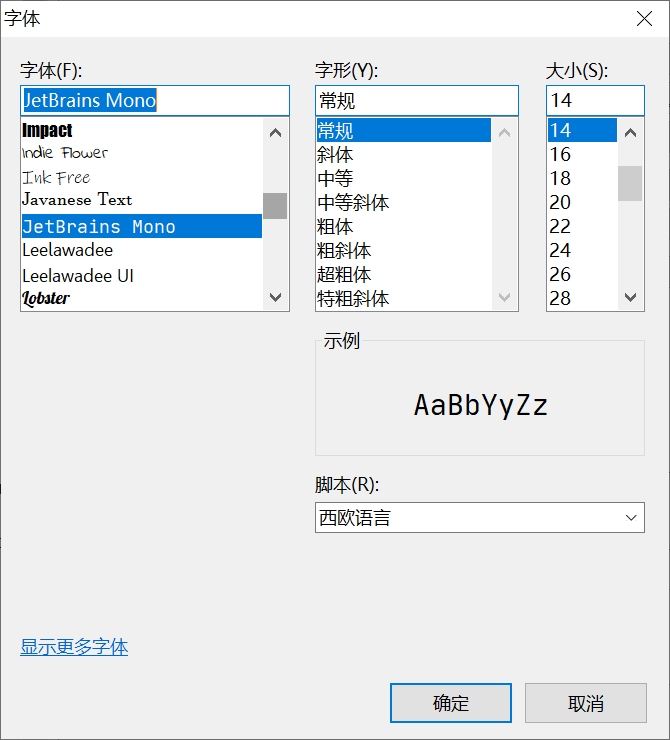 字体
字体(F):
JetBrains Mono
Impact
Indie Flower
Ink Free
Javanese Text
JetBrains Mono
Leelawadee
Leelawadee UI
Lobster
字形(Y):
常规
常规
斜体
中等
中等斜体
粗体
粗斜体
超粗体
特粗斜体
大小(S):
14
14
16
18
20
22
24
26
28
示例
AaBbYyZz
脚本(R):
西欧语言
显示更多字体
确定
取消